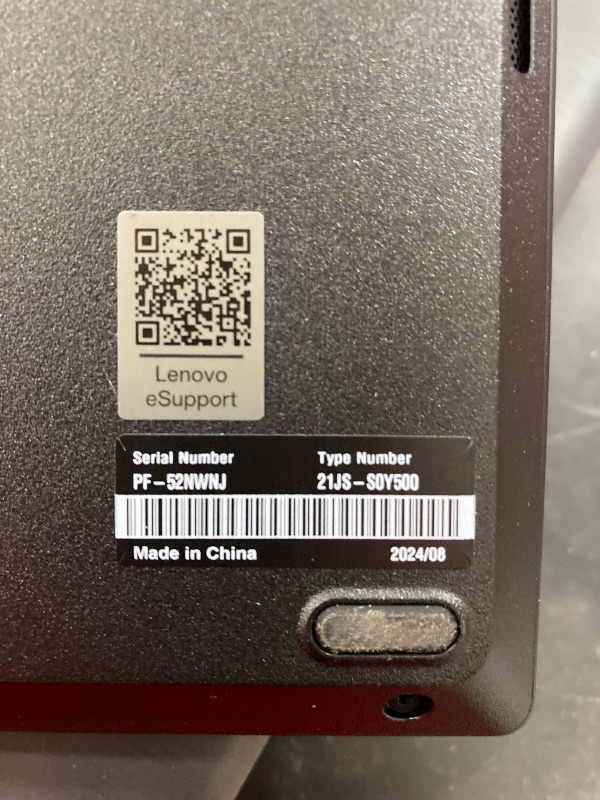 Lenovo
eSupport
Serial Number Type Number
PF-52NWNJ 21JS-S0Y500
Made in China 2024/08